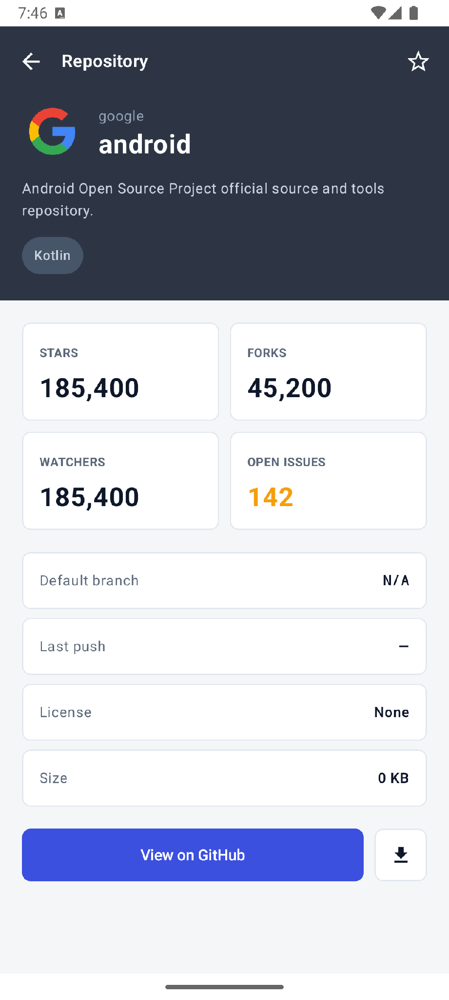 7:46
Repository
google
android
Android Open Source Project official source and tools
repository.
Kotlin
STARS
185,400
FORKS
45,200
WATCHERS
185,400
OPEN ISSUES
142
Default branch
N/A
Last push
–
License
None
Size
0 KB
View on GitHub